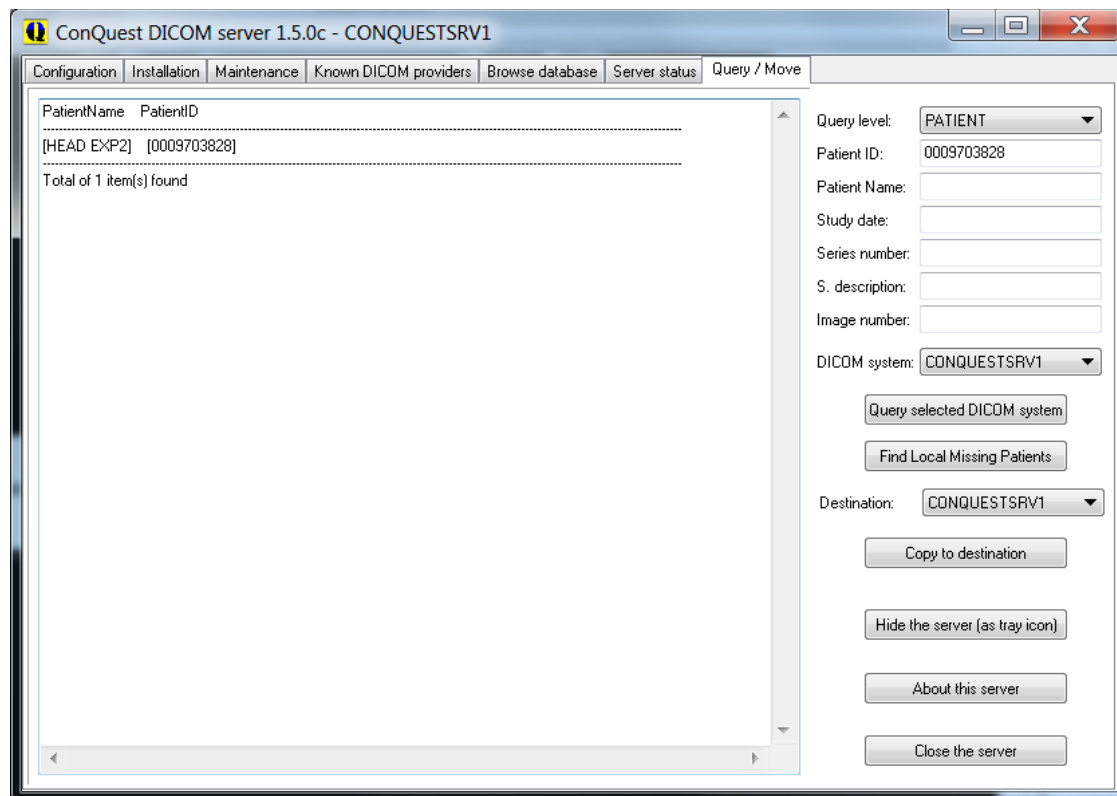 ConQuest DICOM server 1.5.0c - CONQUESTSRV1
Configuration Installation Maintenance Known DICOM providers Browse database Server status Query / Move
PatientName PatientID
------------------------------------------------------------
[HEAD EXP2] [0009703828]
------------------------------------------------------------
Total of 1 item(s) found
Query level: PATIENT
Patient ID: 0009703828
Patient Name:
Study date:
Series number:
S. description:
Image number:
DICOM system: CONQUESTSRV1
Query selected DICOM system
Find Local Missing Patients
Destination: CONQUESTSRV1
Copy to destination
Hide the server (as tray icon)
About this server
Close the server